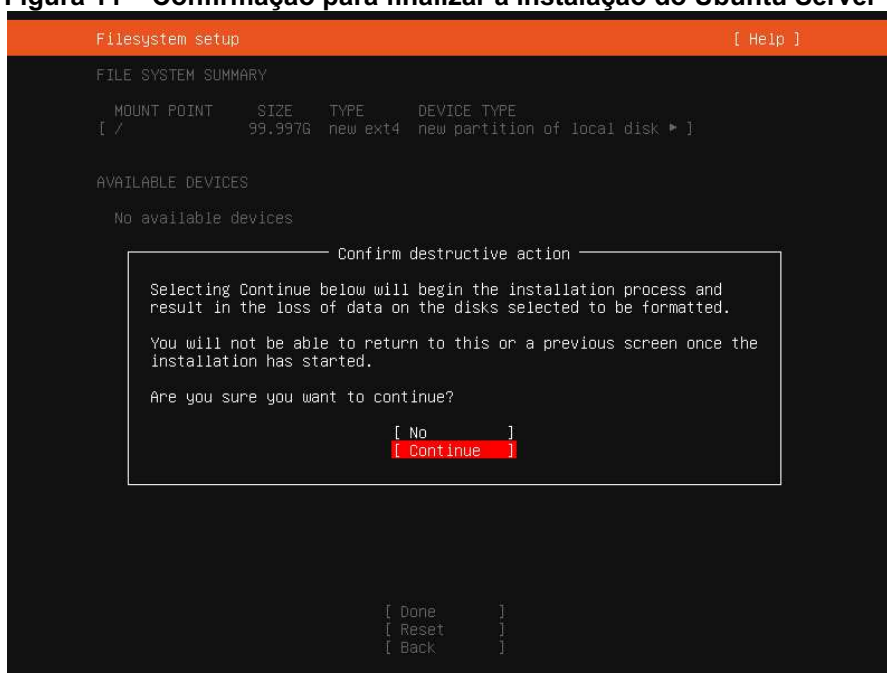 Figura 11 – Confirmação para finalizar a instalação do Ubuntu Server
Filesystem setup [ Help ]
FILE SYSTEM SUMMARY
MOUNT POINT SIZE TYPE DEVICE TYPE
[ / 99.997G new ext4 new partition of local disk ▸ ]
AVAILABLE DEVICES
No available devices
Confirm destructive action
Selecting Continue below will begin the installation process and
result in the loss of data on the disks selected to be formatted.
You will not be able to return to this or a previous screen once the
installation has started.
Are you sure you want to continue?
[ No ]
[ Continue ]
[ Done ]
[ Reset ]
[ Back ]